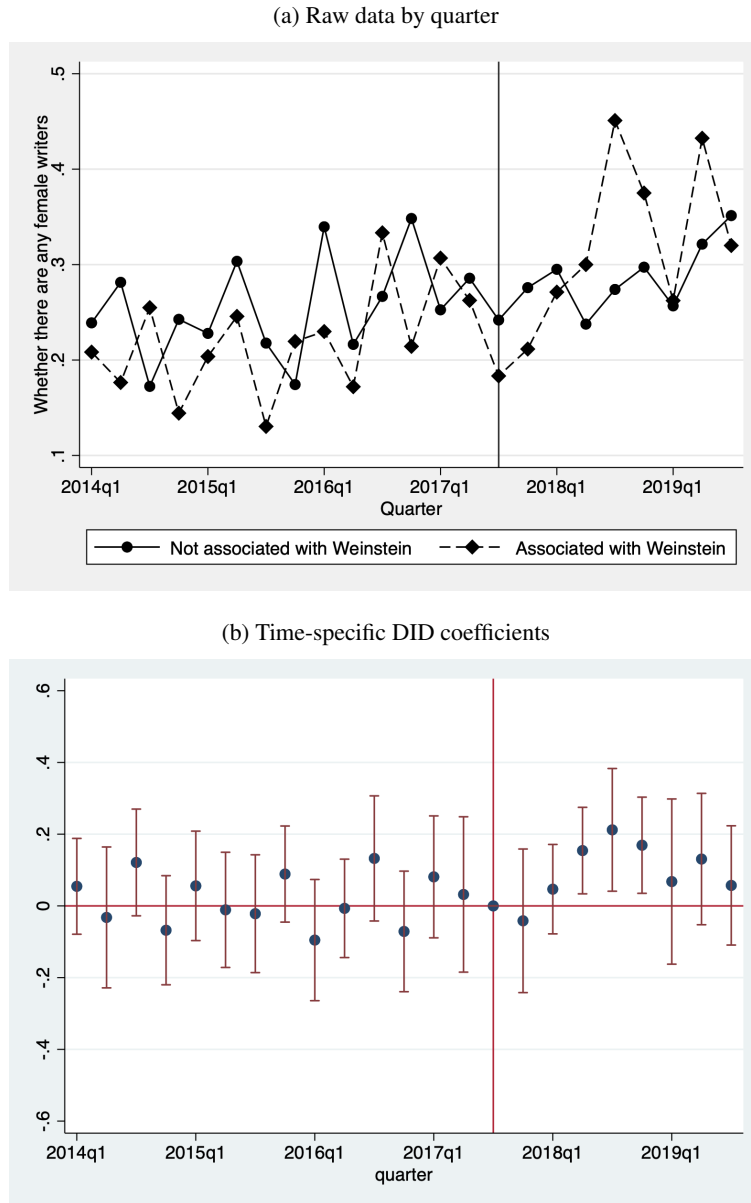 (a) Raw data by quarter
Whether there are any female writers
.5
.4
.3
.2
.1
2014q1 2015q1 2016q1 2017q1 2018q1 2019q1
Quarter
Not associated with Weinstein Associated with Weinstein
(b) Time-specific DID coefficients
.6
.4
.2
0
-.2
-.4
-.6
2014q1 2015q1 2016q1 2017q1 2018q1 2019q1
quarter